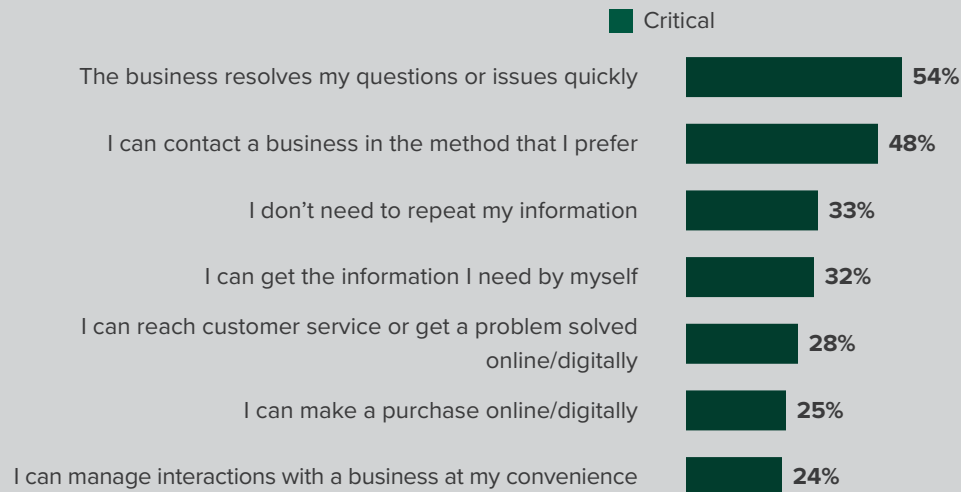 Critical
The business resolves my questions or issues quickly 54%
I can contact a business in the method that I prefer 48%
I don’t need to repeat my information 33%
I can get the information I need by myself 32%
I can reach customer service or get a problem solved
online/digitally 28%
I can make a purchase online/digitally 25%
I can manage interactions with a business at my convenience 24%